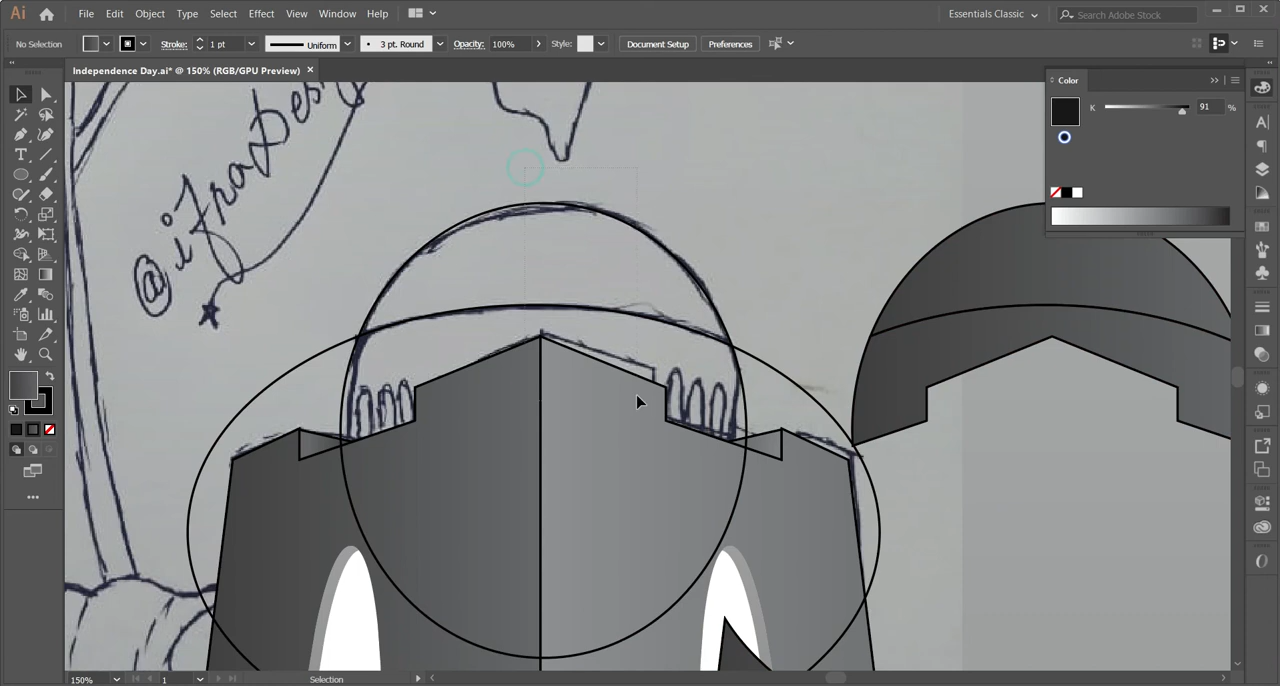 Ai
File Edit Object Type Select Effect View Window Help
Essentials Classic
Search Adobe Stock
No Selection
Stroke: 1 pt
Uniform
3 pt. Round
Opacity: 100%
Style:
Document Setup
Preferences
Independence Day.ai* @ 150% (RGB/GPU Preview)
Color
K 91 %
150% 1 Selection